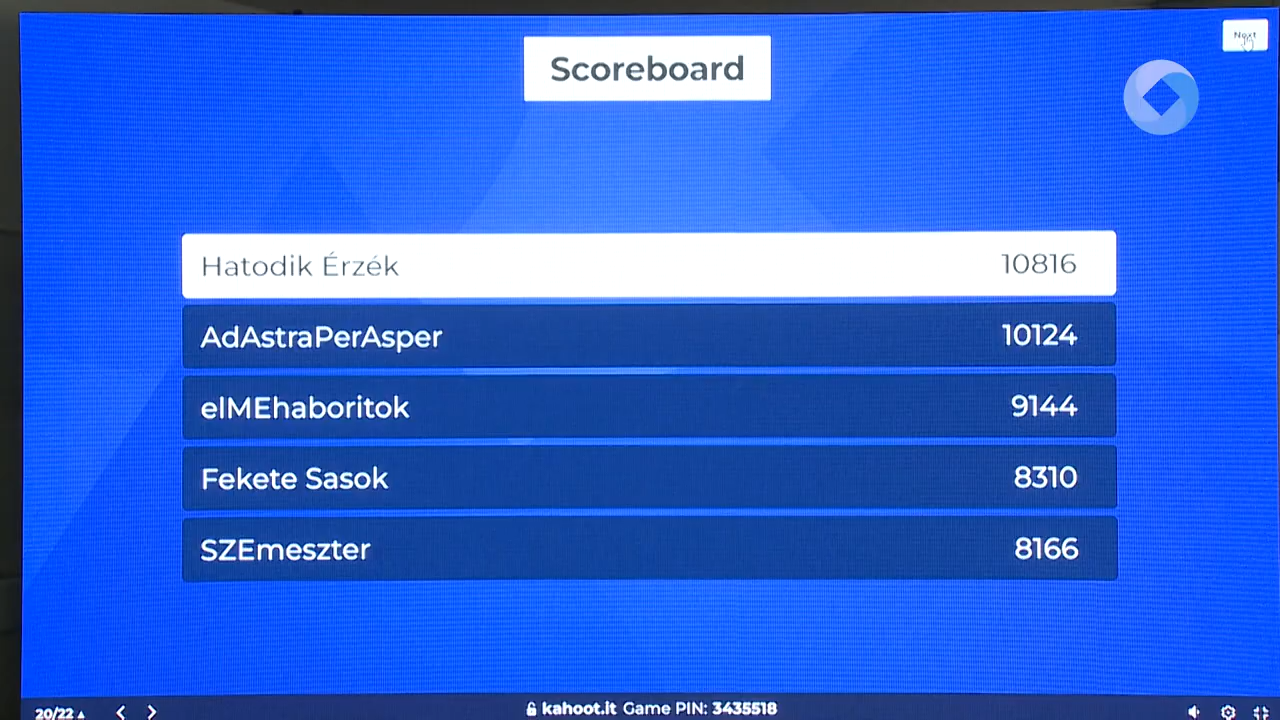 Next
Scoreboard
Hatodik Érzék 10816
AdAstraPerAsper 10124
elMEhaboritok 9144
Fekete Sasok 8310
SZEmeszter 8166
20/22 kahoot.it Game PIN: 3435518